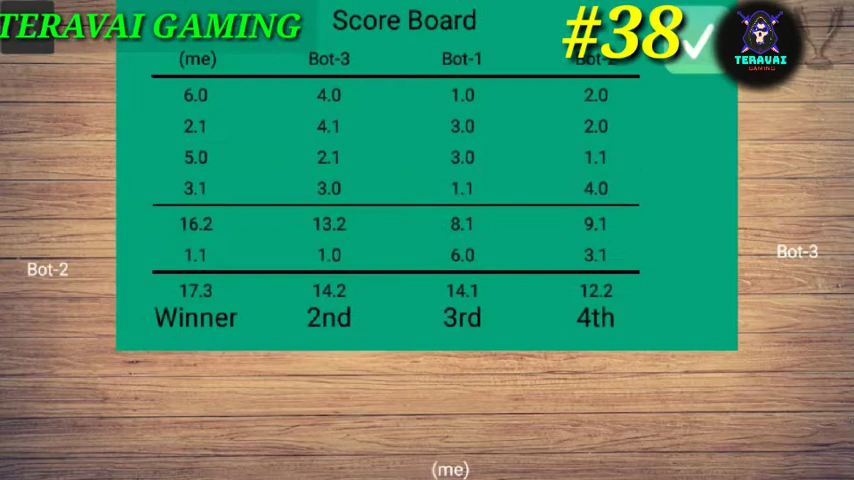 TERAVAI GAMING
Score Board
#38
TERAVAI
GAMING
(me) Bot-3 Bot-1 Bot-2
6.0 4.0 1.0 2.0
2.1 4.1 3.0 2.0
5.0 2.1 3.0 1.1
3.1 3.0 1.1 4.0
16.2 13.2 8.1 9.1
1.1 1.0 6.0 3.1
17.3 14.2 14.1 12.2
Winner 2nd 3rd 4th
Bot-2
Bot-3
(me)